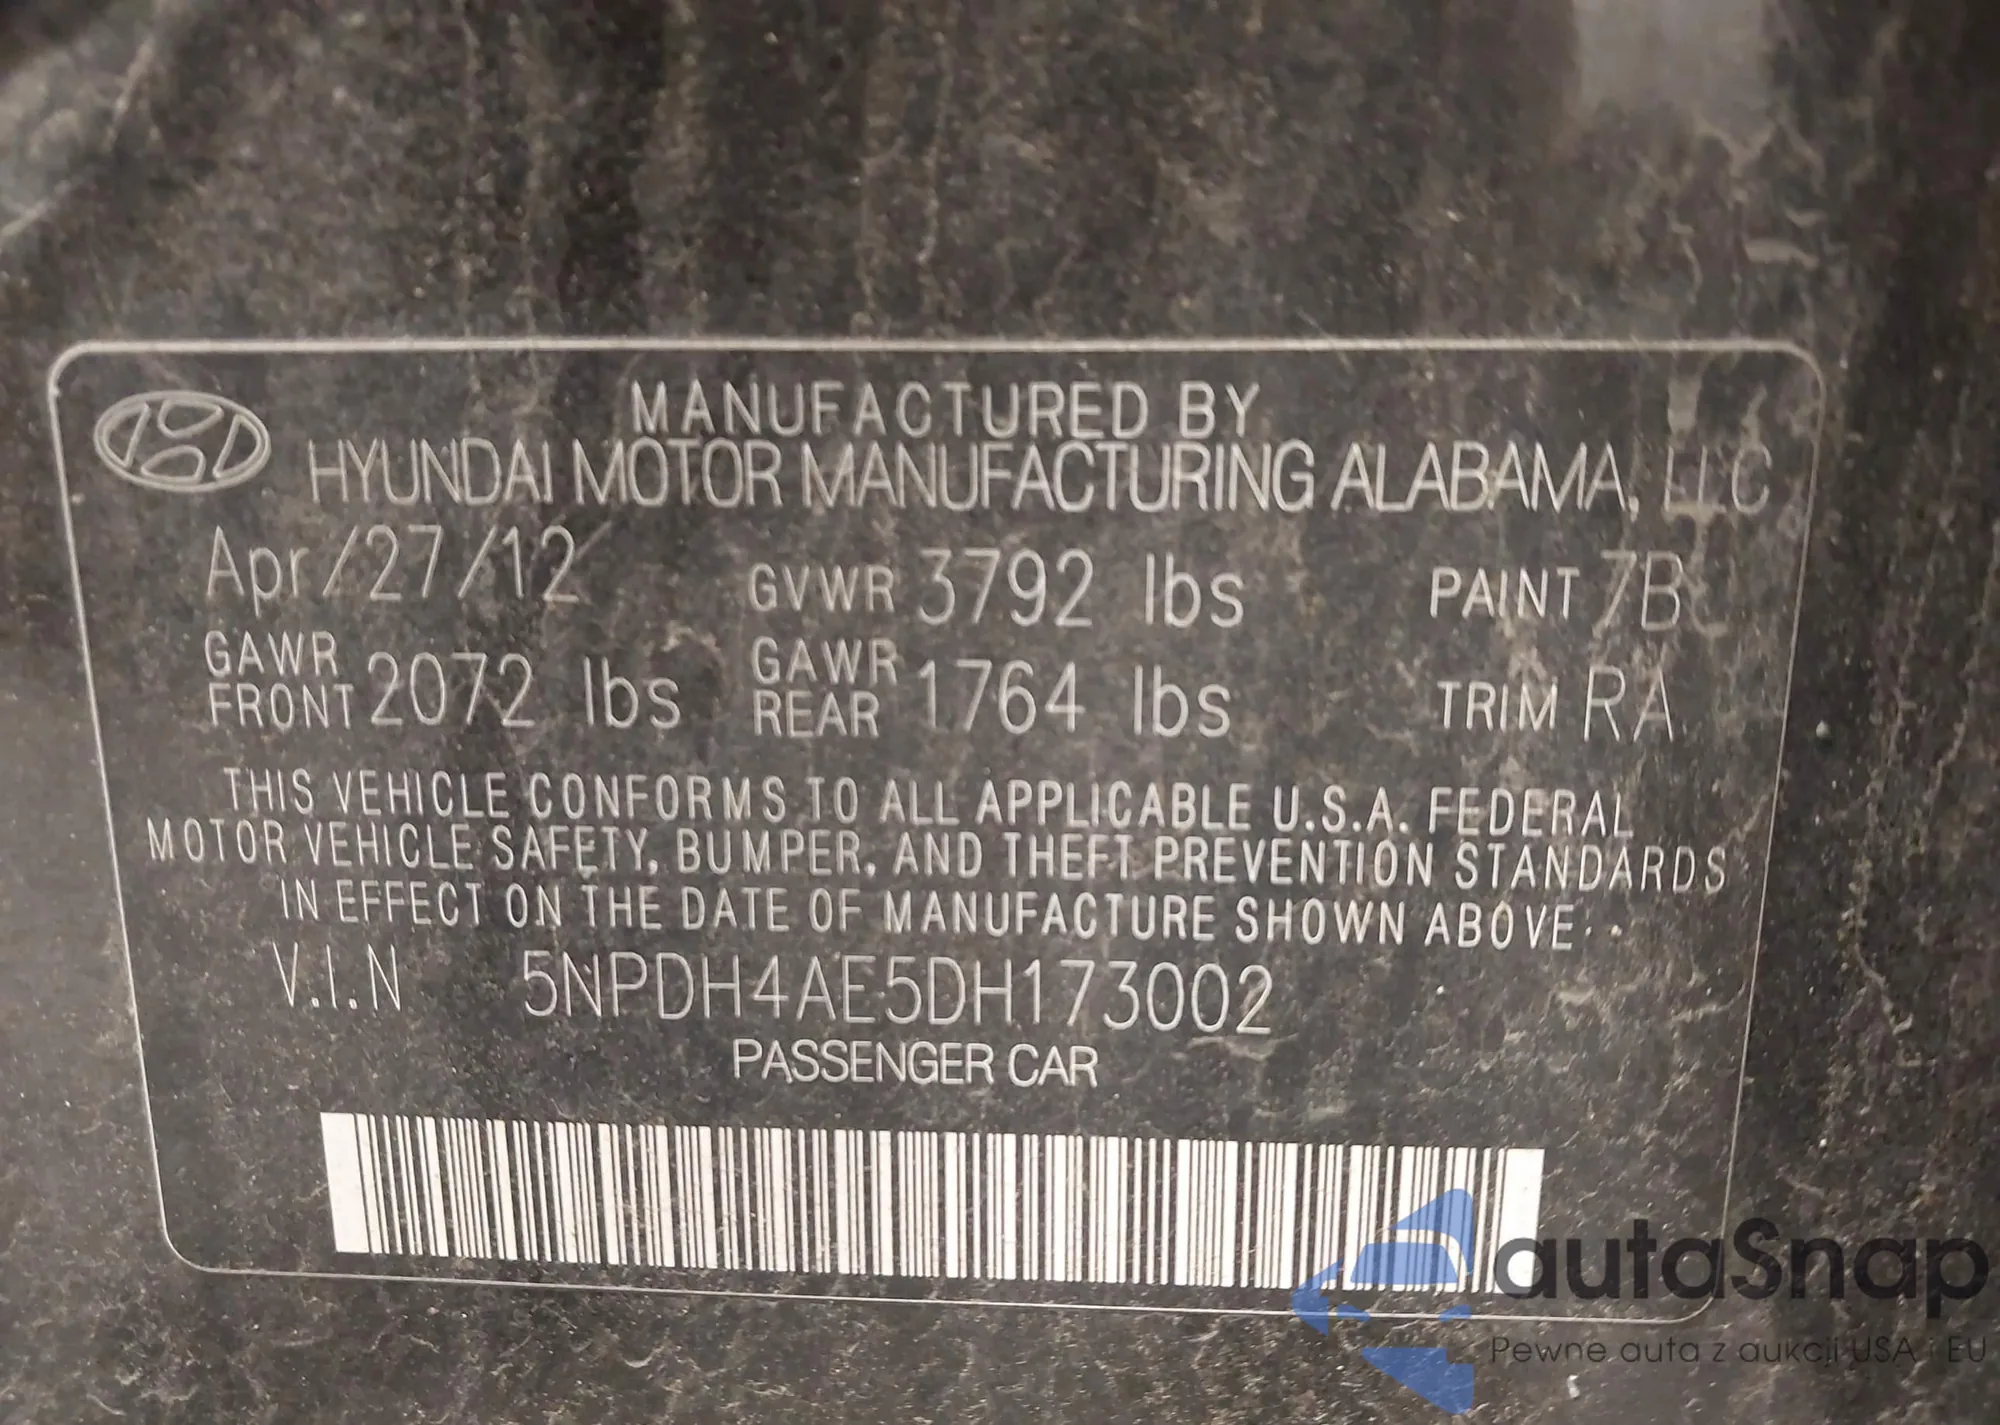 MANUFACTURED BY
HYUNDAI MOTOR MANUFACTURING ALABAMA, LLC
Apr/27/12 GVWR 3792 lbs PAINT 7B
GAWR FRONT 2072 lbs GAWR REAR 1764 lbs TRIM RA
THIS VEHICLE CONFORMS TO ALL APPLICABLE U.S.A. FEDERAL
MOTOR VEHICLE SAFETY, BUMPER, AND THEFT PREVENTION STANDARDS
IN EFFECT ON THE DATE OF MANUFACTURE SHOWN ABOVE.
V.I.N 5NPDH4AE5DH173002
PASSENGER CAR
autaSnap
Pewne auta z aukcji USA i EU